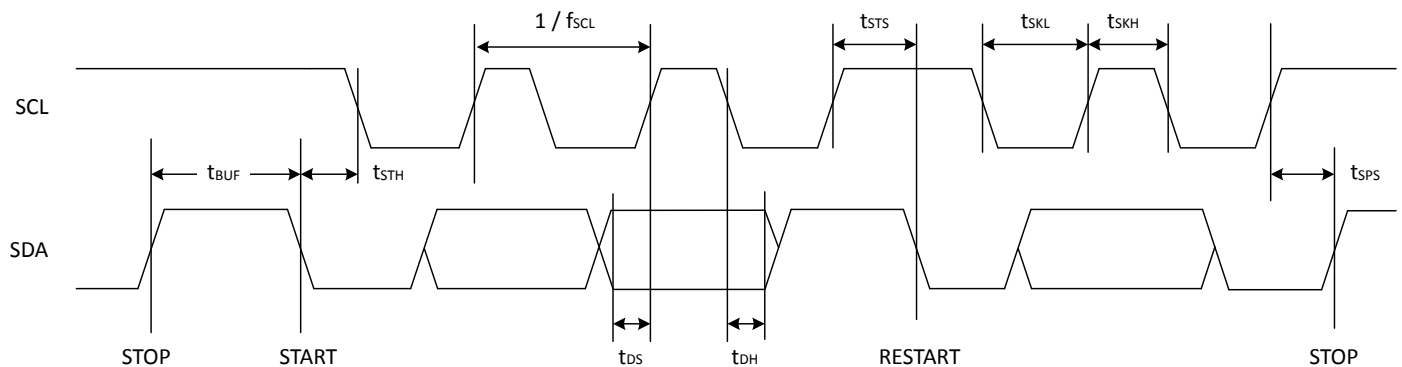 1 / fSCL
tSTS
tSKL
tSKH
SCL
tBUF
tSTH
tSPS
SDA
tDS
tDH
STOP
START
RESTART
STOP